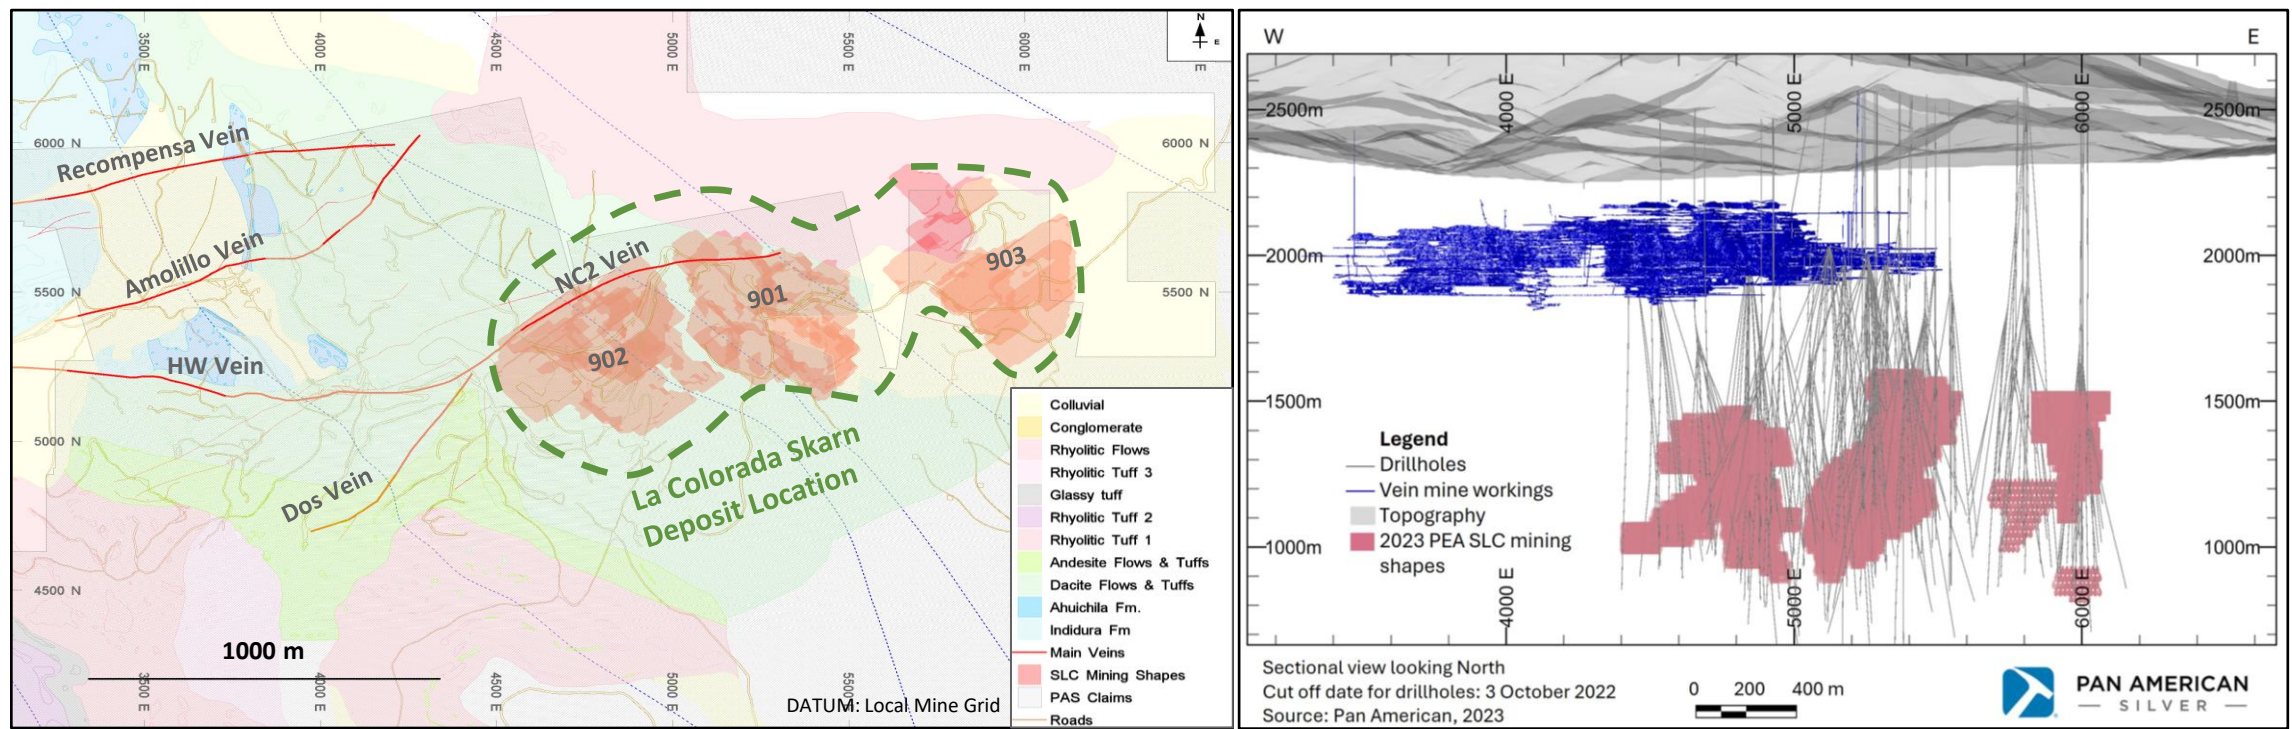 N
E
3500 E
4000 E
4500 E
5000 E
5500 E
6000 E
E
6000 N
6000 N
Recompensa Vein
Amolillo Vein
NC2 Vein
903
5500 N
901
5500 N
902
HW Vein
5000 N
La Colorada Skarn
Deposit Location
Dos Vein
4500 N
1000 m
3500 E
4000 E
4500 E
5000 E
5500 E
DATUM: Local Mine Grid
Colluvial
Conglomerate
Rhyolitic Flows
Rhyolitic Tuff 3
Glassy tuff
Rhyolitic Tuff 2
Rhyolitic Tuff 1
Andesite Flows & Tuffs
Dacite Flows & Tuffs
Ahuichila Fm.
Indidura Fm
Main Veins
SLC Mining Shapes
PAS Claims
Roads
W
E
4000 E
5000 E
6000 E
2500m
2500m
2000m
2000m
1500m
1500m
Legend
Drillholes
Vein mine workings
Topography
2023 PEA SLC mining
shapes
1000m
1000m
4000 E
5000 E
6000 E
Sectional view looking North
Cut off date for drillholes: 3 October 2022
Source: Pan American, 2023
0 200 400 m
PAN AMERICAN
SILVER